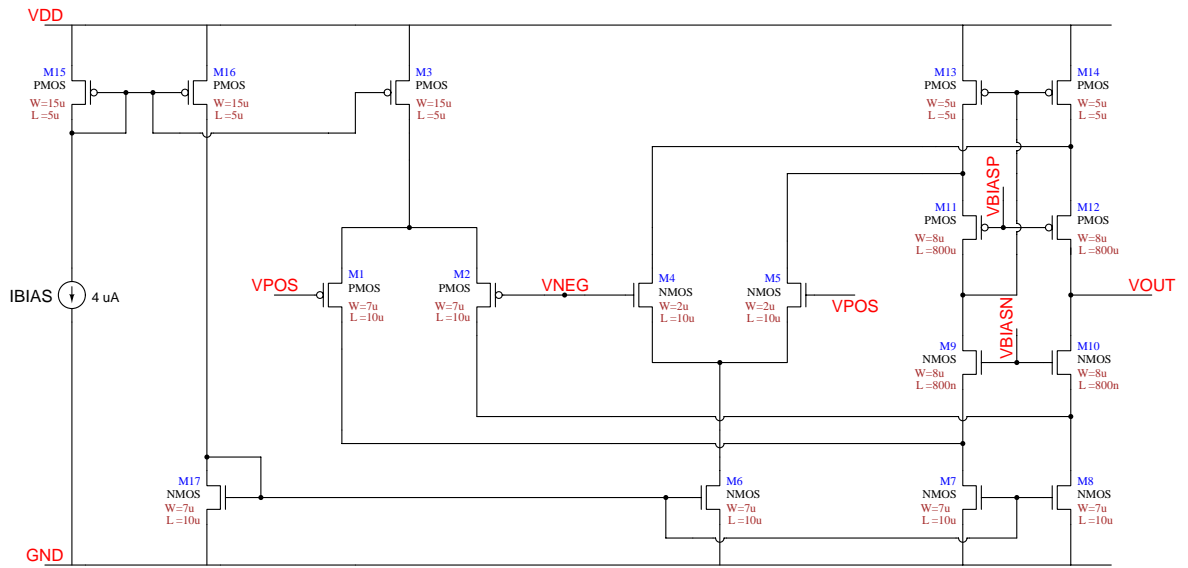 VDD
M15
PMOS
W=15u
L=5u
M16
PMOS
W=15u
L=5u
M3
PMOS
W=15u
L=5u
M13
PMOS
W=5u
L=5u
M14
PMOS
W=5u
L=5u
M11
PMOS
W=8u
L=800u
VBIASP
M12
PMOS
W=8u
L=800u
IBIAS
4 uA
VPOS
M1
PMOS
W=7u
L=10u
M2
PMOS
W=7u
L=10u
VNEG
M4
NMOS
W=2u
L=10u
M5
NMOS
W=2u
L=10u
VPOS
VOUT
M9
NMOS
W=8u
L=800n
VBIASN
M10
NMOS
W=8u
L=800n
M17
NMOS
W=7u
L=10u
M6
NMOS
W=7u
L=10u
M7
NMOS
W=7u
L=10u
M8
NMOS
W=7u
L=10u
GND